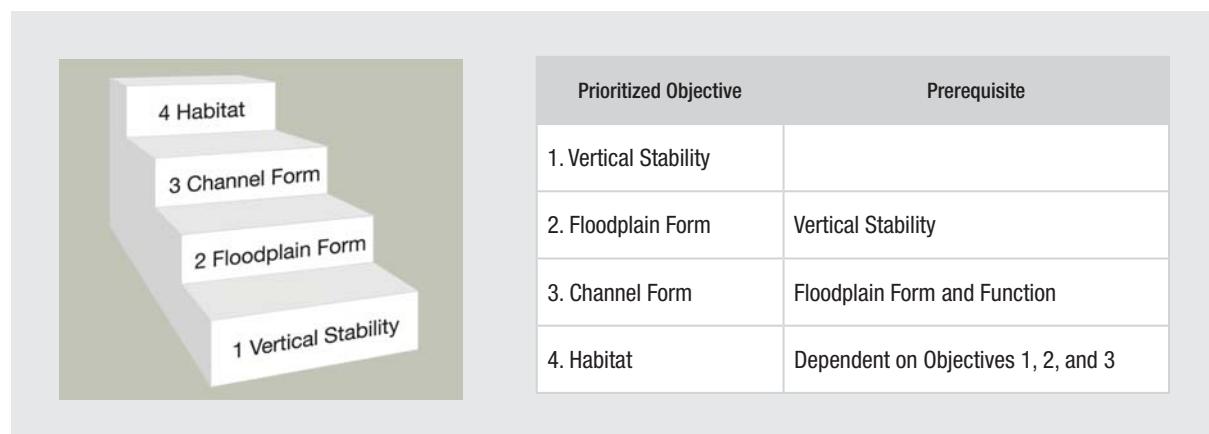 4 Habitat
3 Channel Form
2 Floodplain Form
1 Vertical Stability
Prioritized Objective Prerequisite
1. Vertical Stability
2. Floodplain Form Vertical Stability
3. Channel Form Floodplain Form and Function
4. Habitat Dependent on Objectives 1, 2, and 3